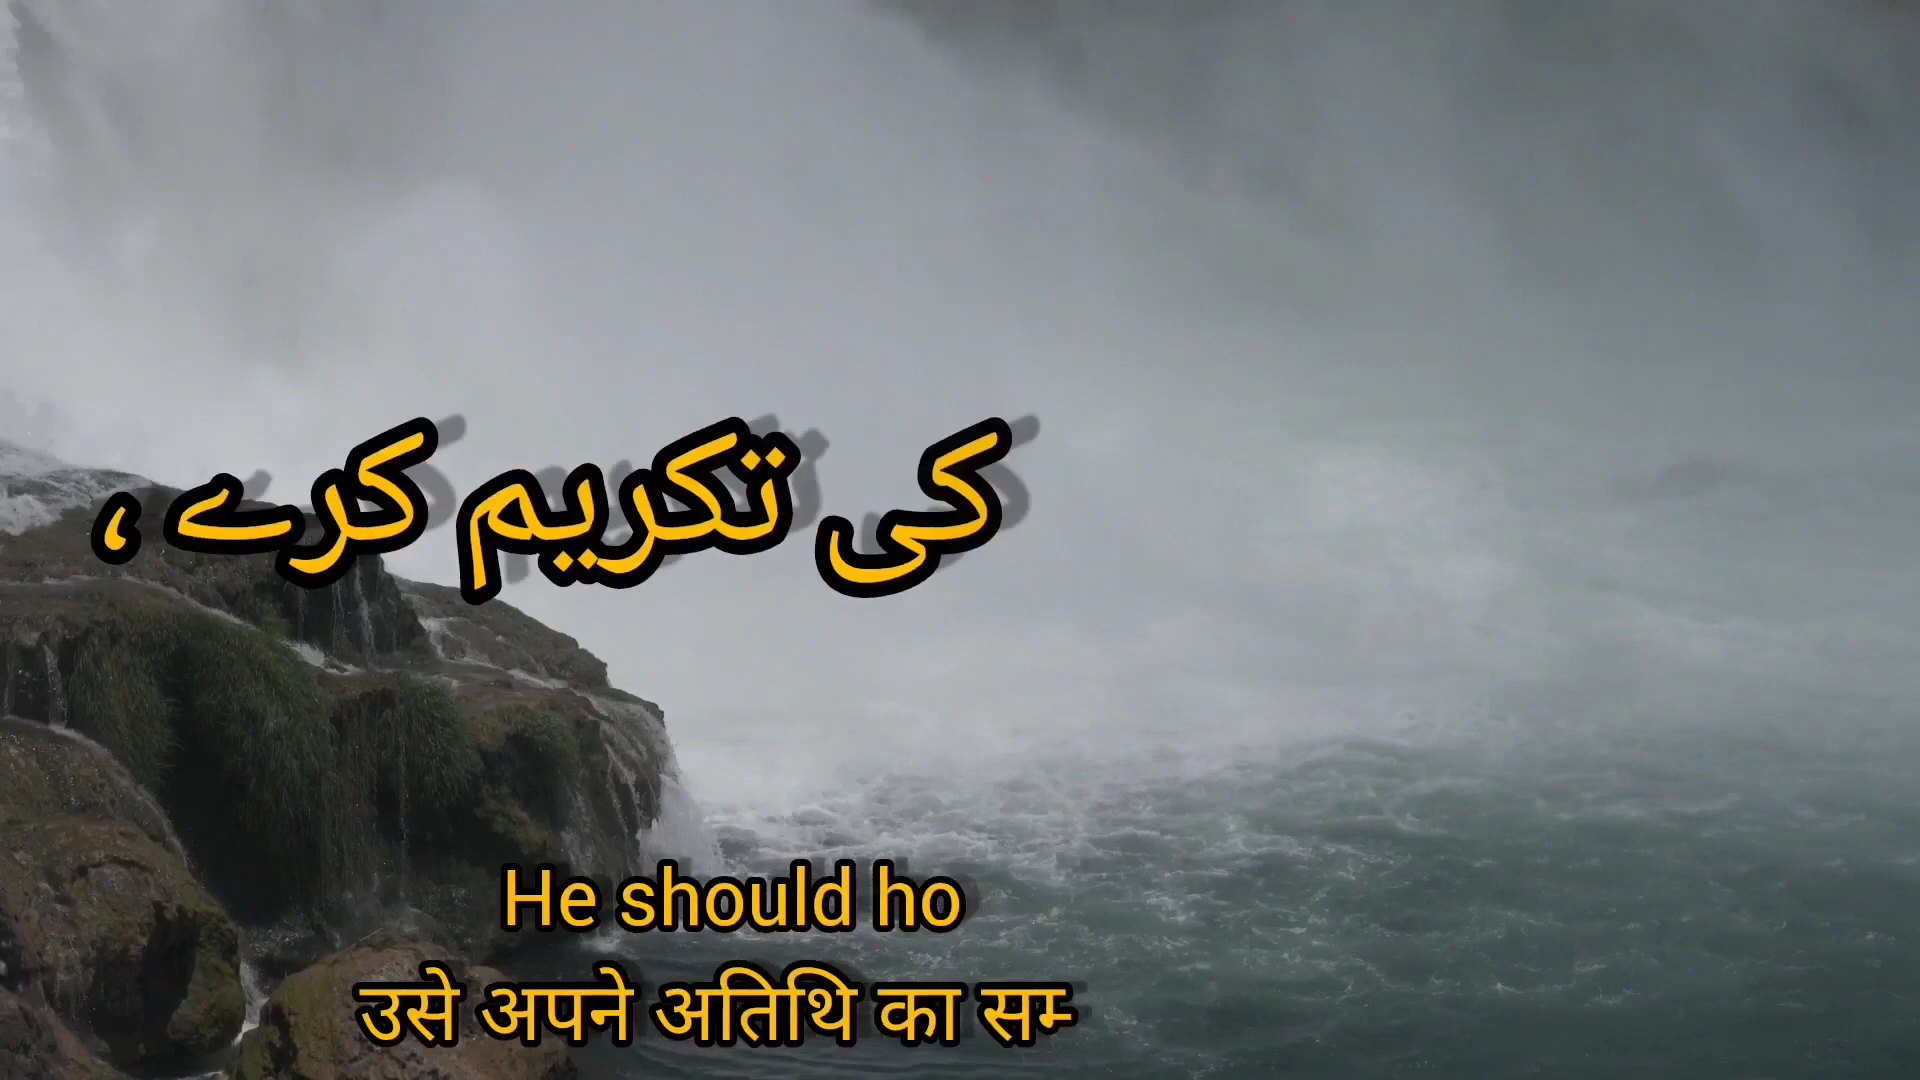 کی تکریم کرے ،
He should ho
उसे अपने अतिथि का सम्